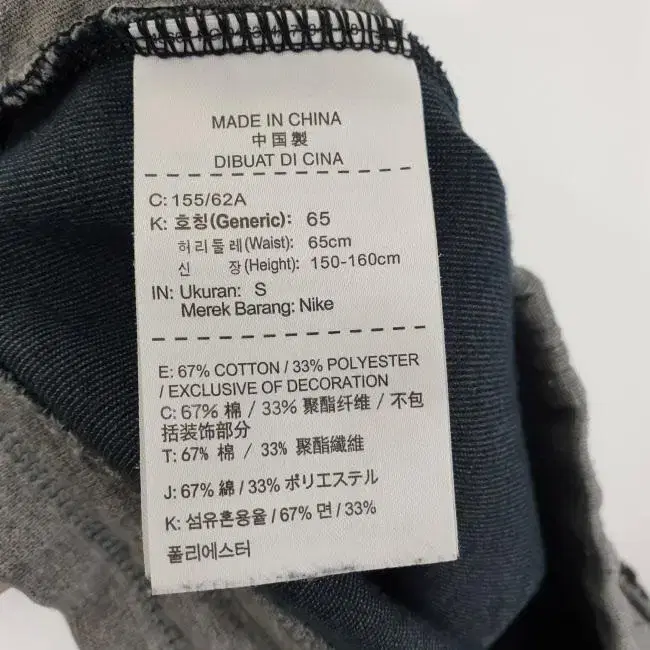 MADE IN CHINA
中国製
DIBUAT DI CINA
C: 155/62A
K: 호칭(Generic): 65
허리둘레(Waist): 65cm
신 장(Height): 150-160cm
IN: Ukuran: S
Merek Barang: Nike
E: 67% COTTON / 33% POLYESTER
/ EXCLUSIVE OF DECORATION
C: 67% 棉 / 33% 聚酯纤维 / 不包
括装饰部分
T: 67% 棉 / 33% 聚酯纖維
J: 67% 綿 / 33% ポリエステル
K: 섬유혼용율 / 67% 면 / 33%
폴리에스터